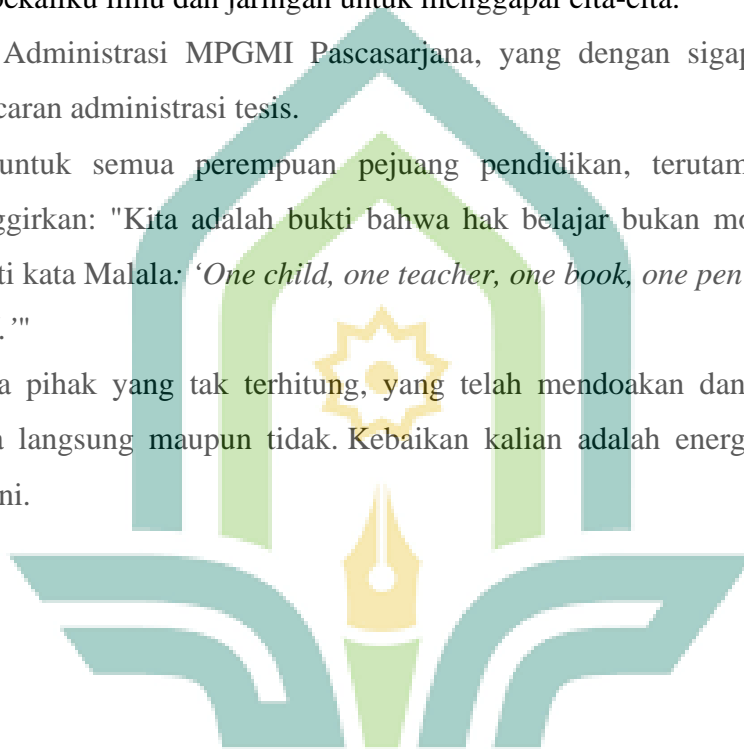 bekaliku ilmu dan jaringan untuk menggapai cita-cita.
Administrasi MPGMI Pascasarjana, yang dengan sigap
caran administrasi tesis.
untuk semua perempuan pejuang pendidikan, terutam
ggirkan: "Kita adalah bukti bahwa hak belajar bukan mo
ti kata Malala: ‘One child, one teacher, one book, one pen
.’"
a pihak yang tak terhitung, yang telah mendoakan dan
langsung maupun tidak. Kebaikan kalian adalah energ
ni.